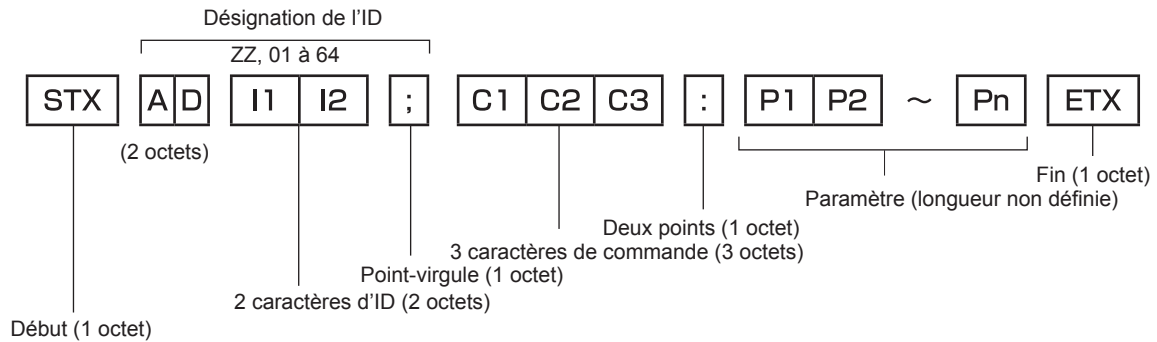 Désignation de l'ID
ZZ, 01 à 64
STX A D I1 I2 ; C1 C2 C3 : P1 P2 ～ Pn ETX
(2 octets)
Fin (1 octet)
Paramètre (longueur non définie)
Deux points (1 octet)
3 caractères de commande (3 octets)
Point-virgule (1 octet)
2 caractères d'ID (2 octets)
Début (1 octet)